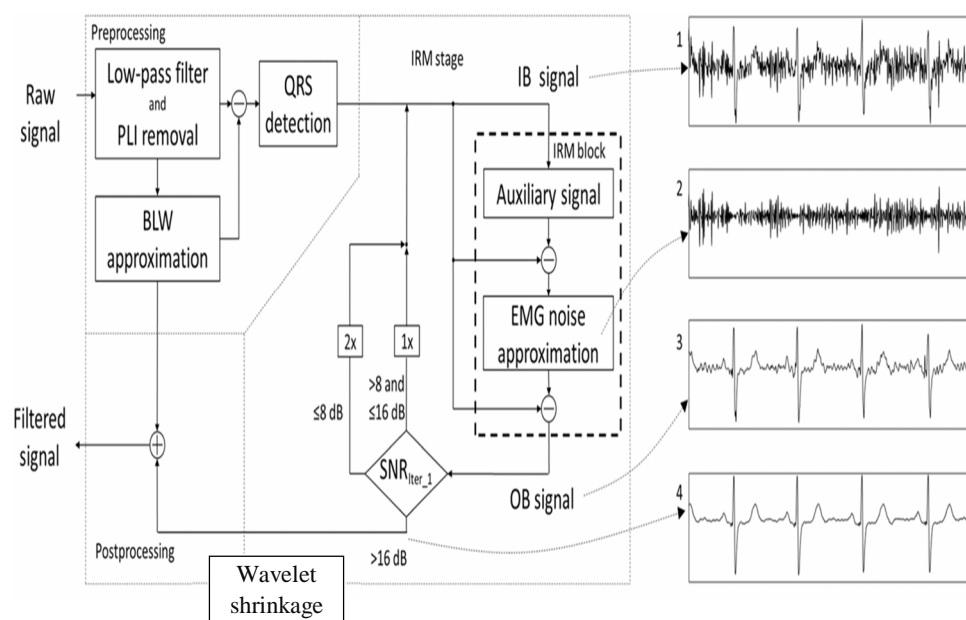 Preprocessing
Low-pass filter
and
PLI removal
QRS
detection
Raw
signal
BLW
approximation
IRM stage
IB signal
IRM block
Auxiliary signal
EMG noise
approximation
2x
1x
≤8 dB
>8 and
≤16 dB
SNR_Iter_1
OB signal
Filtered
signal
Postprocessing
>16 dB
Wavelet
shrinkage
1
2
3
4